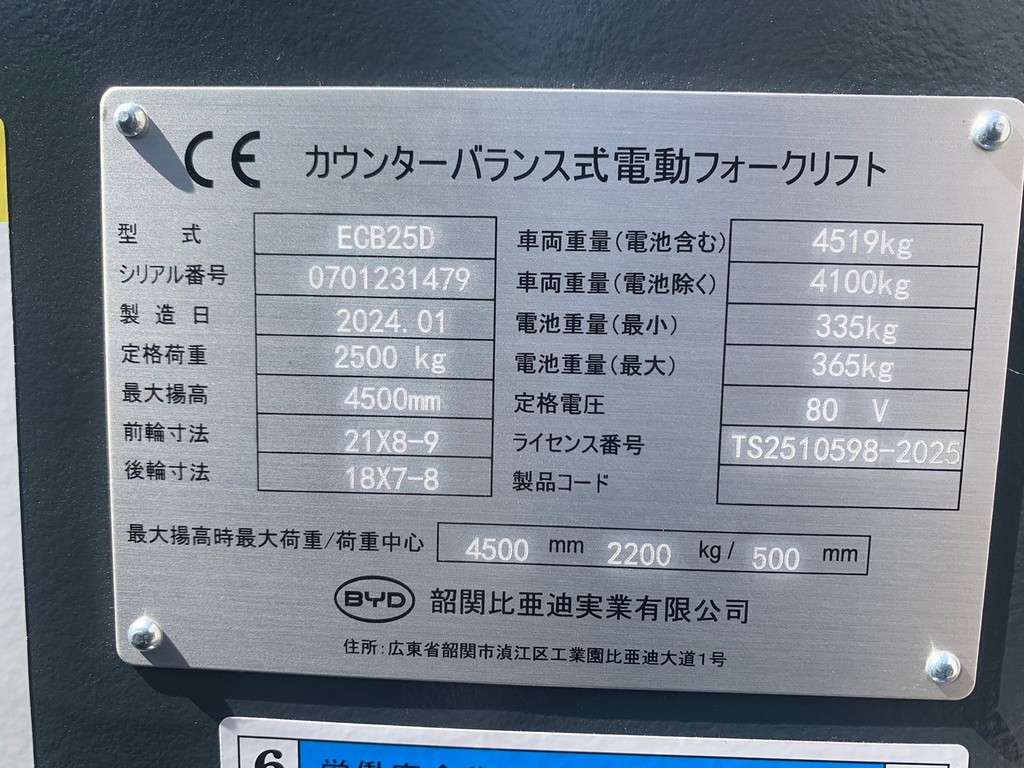 CE カウンターバランス式電動フォークリフト
型 式 ECB25D
シリアル番号 0701231479
製造日 2024.01
定格荷重 2500 kg
最大揚高 4500mm
前輪寸法 21X8-9
後輪寸法 18X7-8
車両重量(電池含む) 4519kg
車両重量(電池除く) 4100kg
電池重量(最小) 335kg
電池重量(最大) 365kg
定格電圧 80 V
ライセンス番号 TS2510598-2025
製品コード
最大揚高時最大荷重/荷重中心 4500 mm 2200 kg/ 500 mm
BYD 韶関比亜迪実業有限公司
住所:広東省韶関市浈江区工業園比亜迪大道1号
6